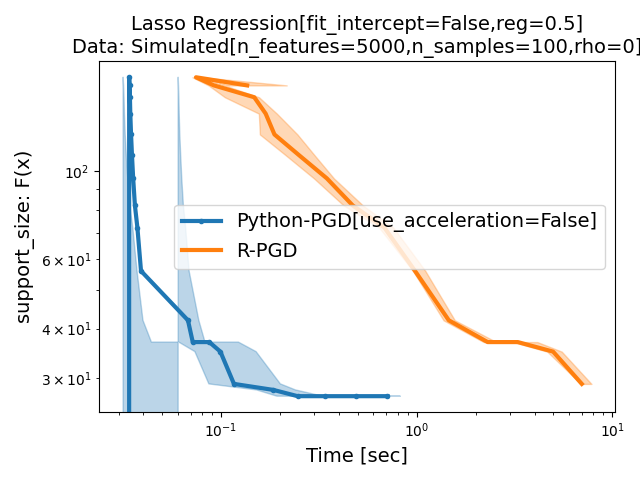 Lasso Regression[fit_intercept=False,reg=0.5]
Data: Simulated[n_features=5000,n_samples=100,rho=0]
support_size: F(x)
10²
6 × 10¹
4 × 10¹
3 × 10¹
Python-PGD[use_acceleration=False]
R-PGD
10⁻¹
10⁰
10¹
Time [sec]